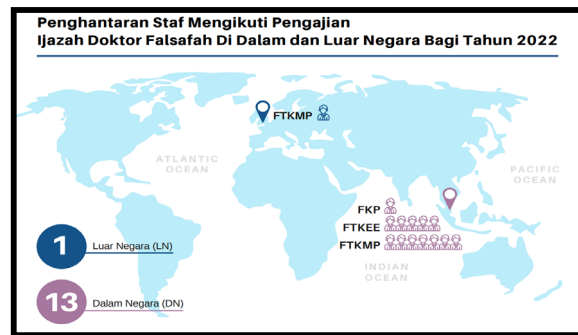 Penghantaran Staf Mengikuti Pengajian
Ijazah Doktor Falsafah Di Dalam dan Luar Negara Bagi Tahun 2022
FTKMP
ATLANTIC
OCEAN
PACIFIC
OCEAN
FKP
FTKEE
FTKMP
1 Luar Negara (LN)
INDIAN
OCEAN
13 Dalam Negara (DN)